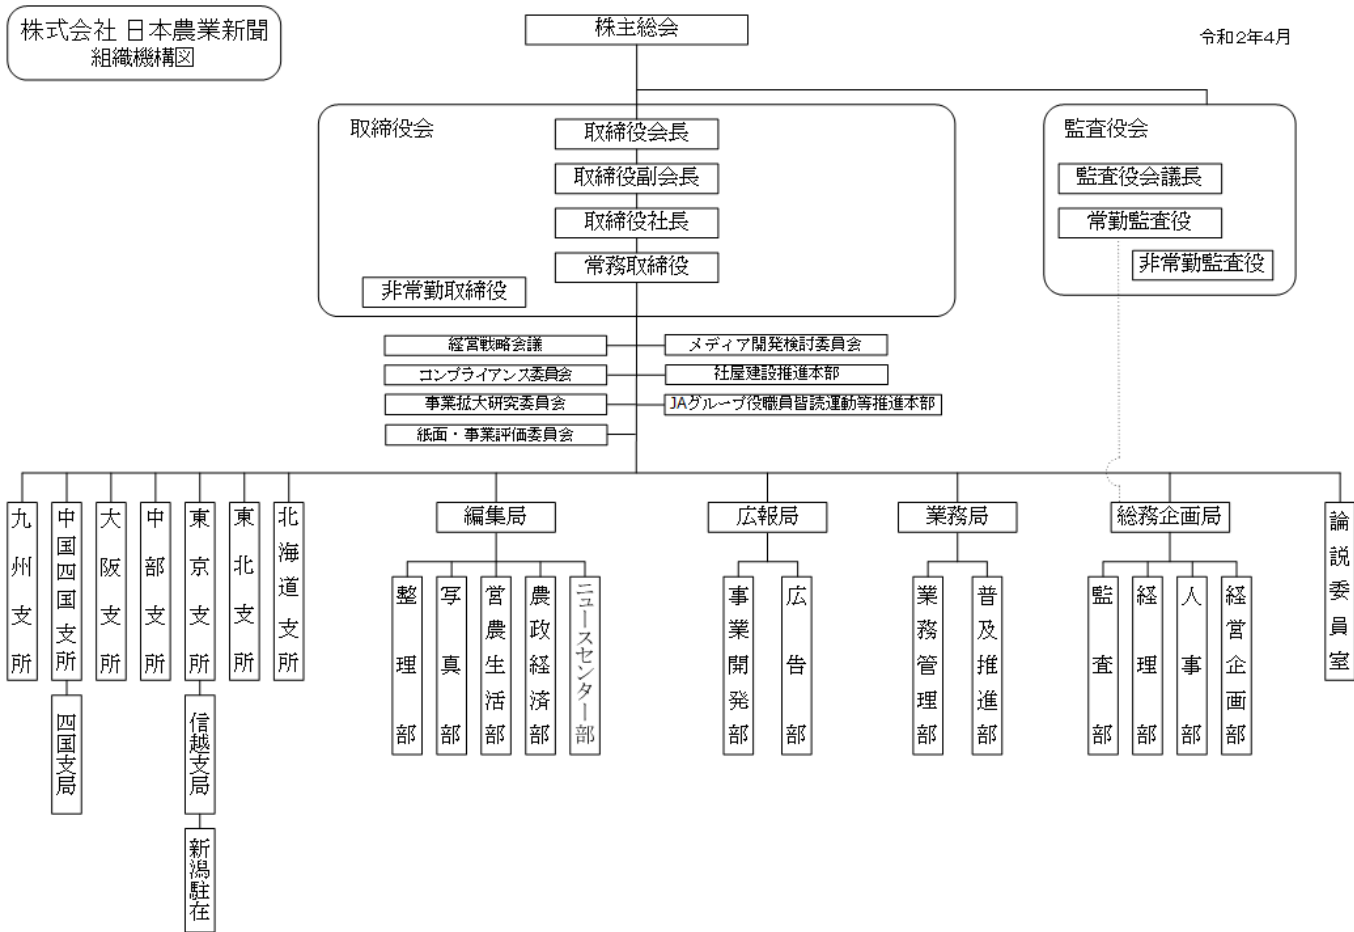 株式会社 日本農業新聞
組織機構図
株主総会
令和2年4月
取締役会
取締役会長
取締役副会長
取締役社長
常務取締役
非常勤取締役
監査役会
監査役会議長
常勤監査役
非常勤監査役
経営戦略会議
メディア開発検討委員会
コンプライアンス委員会
社屋建設推進本部
事業拡大研究委員会
JAグループ役職員皆読運動等推進本部
紙面・事業評価委員会
九州支所
中国四国支所
大阪支所
中部支所
東京支所
東北支所
北海道支所
編集局
広報局
業務局
総務企画局
論説委員室
整理部
写真部
営農生活部
農政経済部
ニュースセンター部
事業開発部
広告部
業務管理部
普及推進部
監査部
経理部
人事部
経営企画部
四国支局
信越支局
新潟駐在